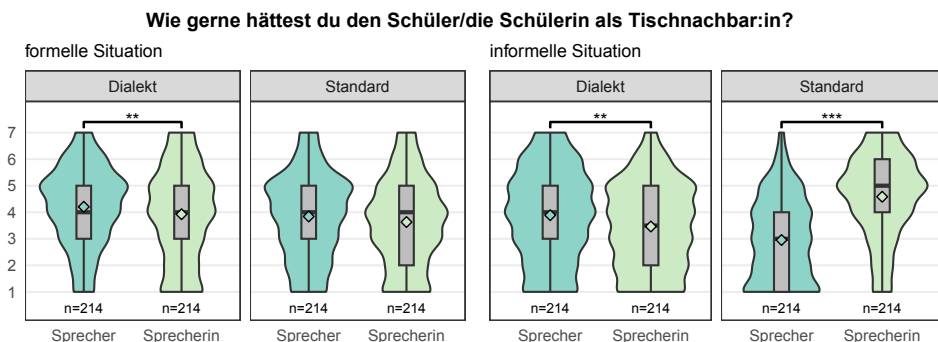 Wie gerne hättest du den Schüler/die Schülerin als Tischnachbar:in?
formelle Situation
informelle Situation
Dialekt
Standard
Dialekt
Standard
**
**
***
7
6
5
4
3
2
1
n=214
n=214
n=214
n=214
n=214
n=214
n=214
n=214
Sprecher
Sprecherin
Sprecher
Sprecherin
Sprecher
Sprecherin
Sprecher
Sprecherin